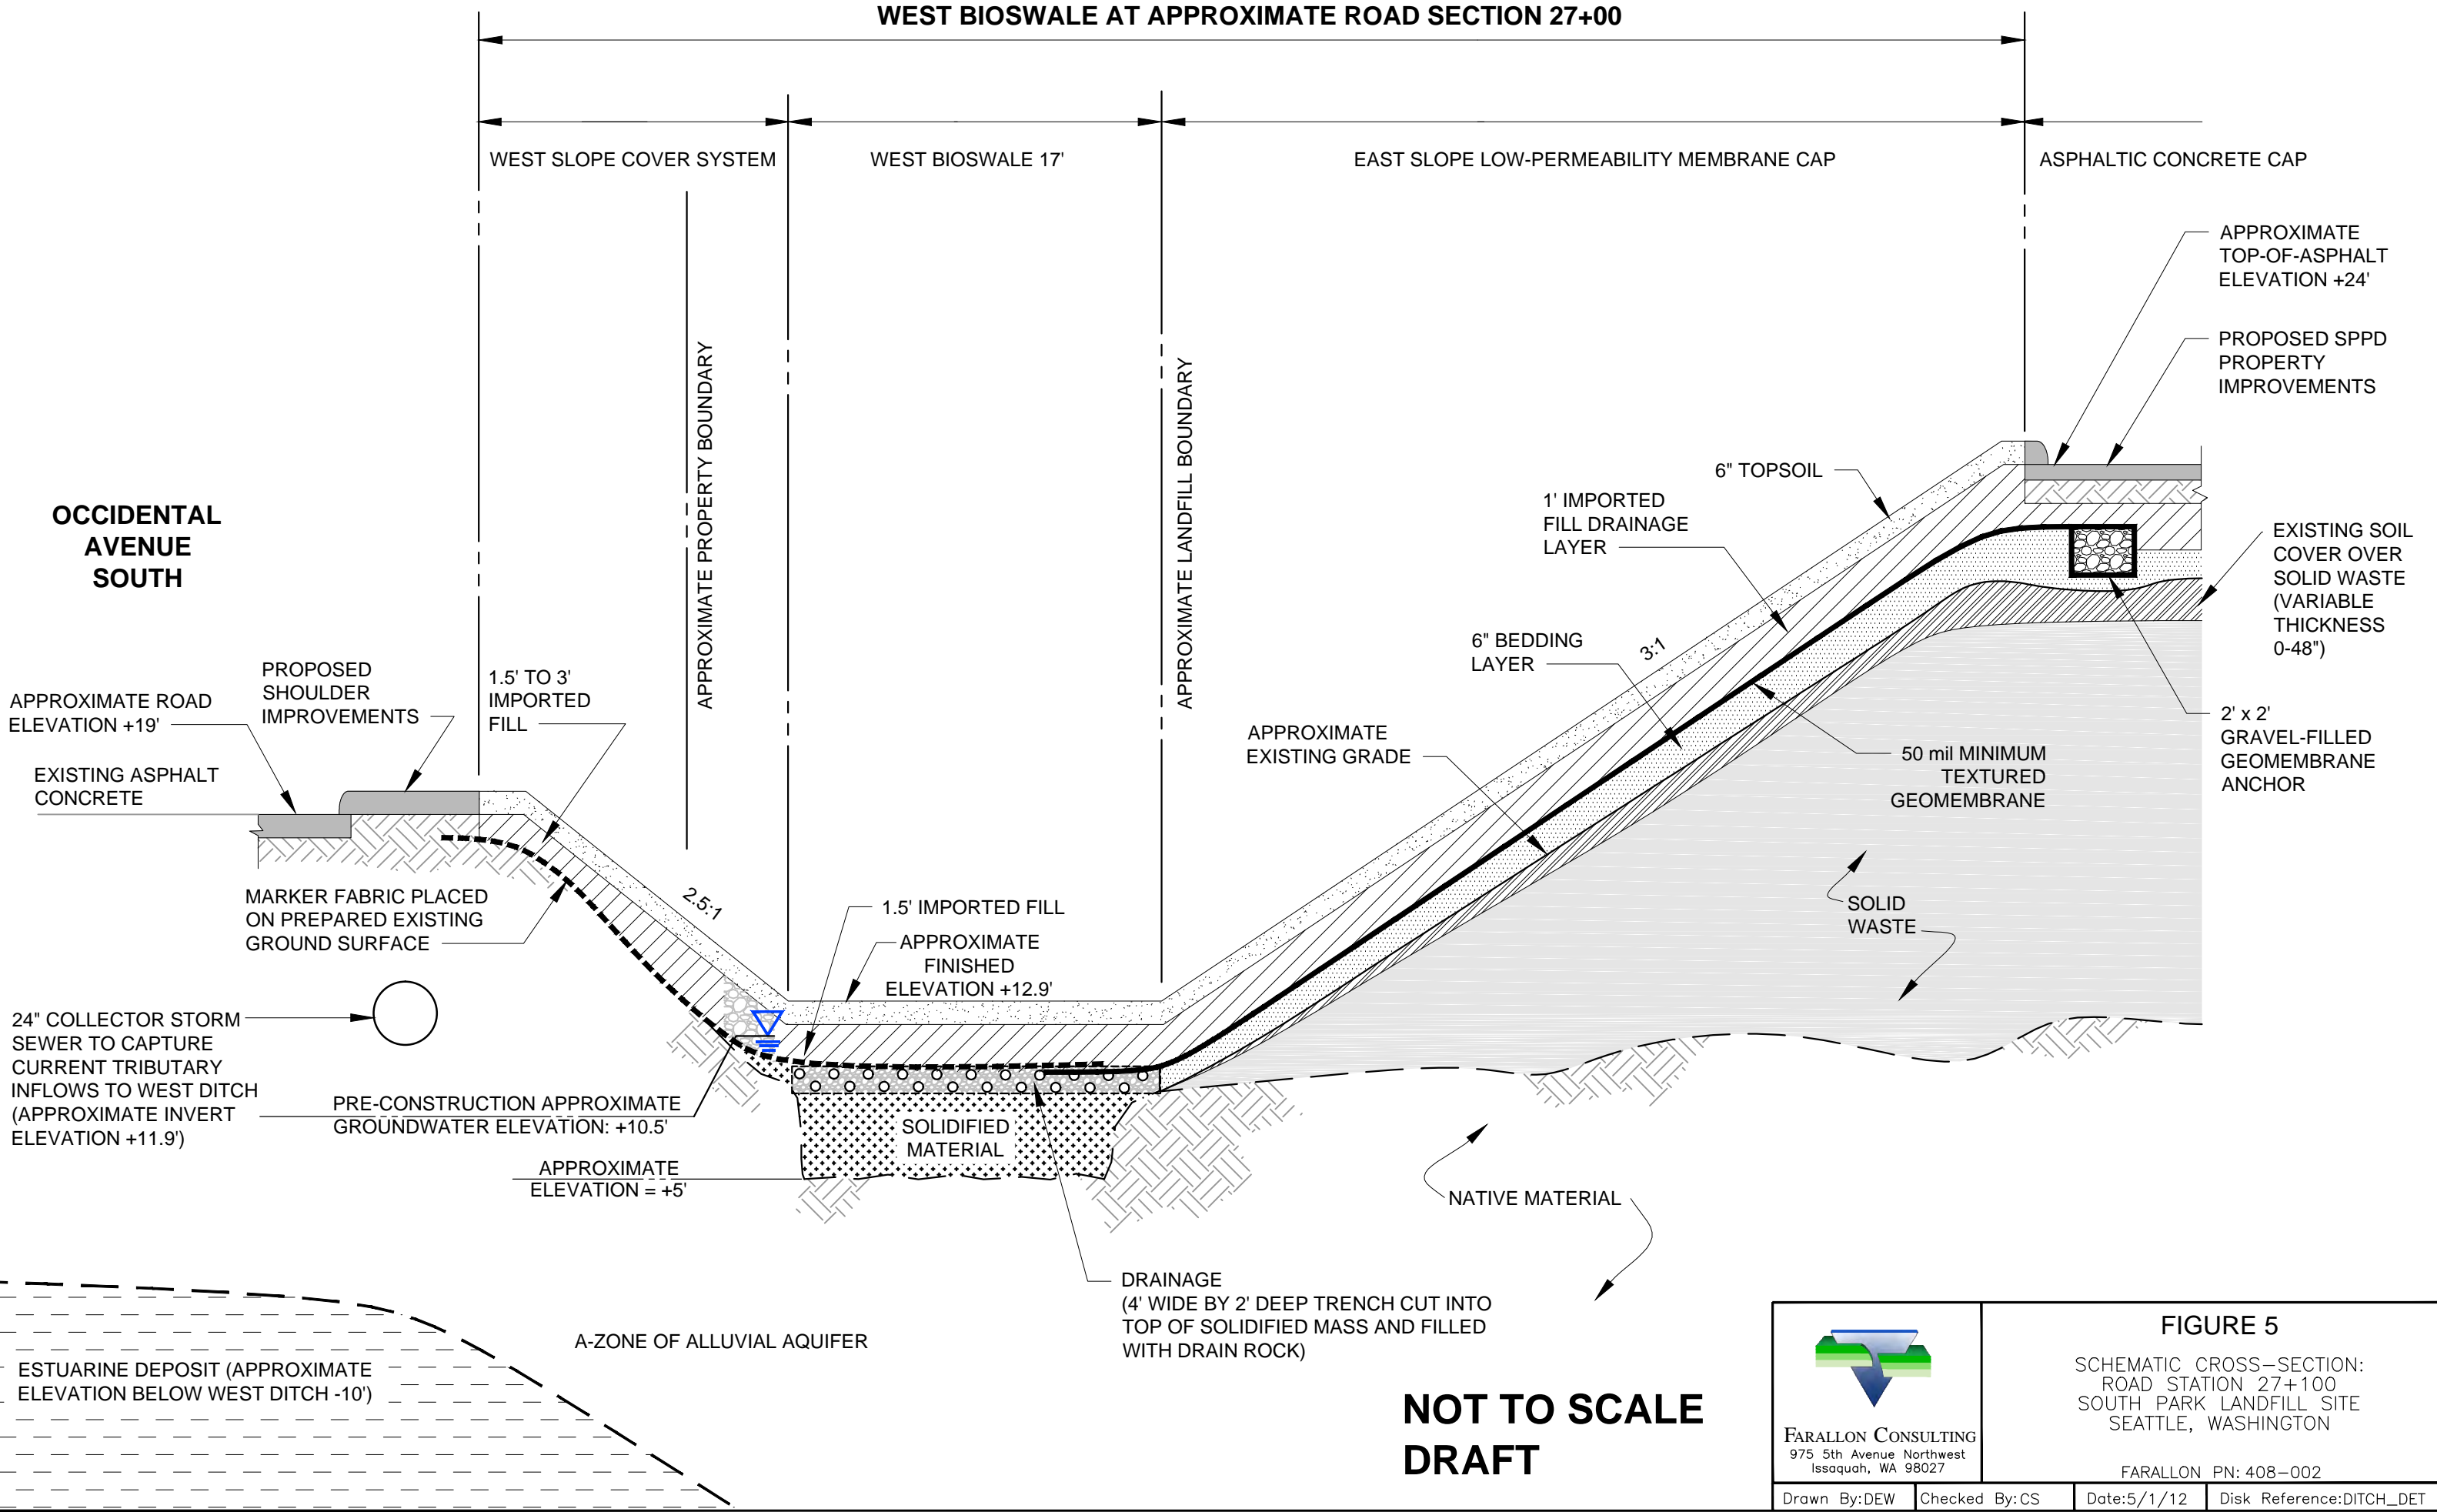 WEST BIOSWALE AT APPROXIMATE ROAD SECTION 27+00
WEST SLOPE COVER SYSTEM
WEST BIOSWALE 17'
EAST SLOPE LOW-PERMEABILITY MEMBRANE CAP
ASPHALTIC CONCRETE CAP
APPROXIMATE
TOP-OF-ASPHALT
ELEVATION +24'
PROPOSED SPPD
PROPERTY
IMPROVEMENTS
APPROXIMATE PROPERTY BOUNDARY
APPROXIMATE LANDFILL BOUNDARY
6" TOPSOIL
1' IMPORTED
FILL DRAINAGE
LAYER
OCCIDENTAL
AVENUE
SOUTH
EXISTING SOIL
COVER OVER
SOLID WASTE
(VARIABLE
THICKNESS
0-48")
6" BEDDING
LAYER
3:1
PROPOSED
SHOULDER
IMPROVEMENTS
1.5' TO 3'
IMPORTED
FILL
APPROXIMATE ROAD
ELEVATION +19'
EXISTING ASPHALT
CONCRETE
APPROXIMATE
EXISTING GRADE
50 mil MINIMUM
TEXTURED
GEOMEMBRANE
2' x 2'
GRAVEL-FILLED
GEOMEMBRANE
ANCHOR
MARKER FABRIC PLACED
ON PREPARED EXISTING
GROUND SURFACE
2.5:1
1.5' IMPORTED FILL
APPROXIMATE
FINISHED
ELEVATION +12.9'
SOLID
WASTE
24" COLLECTOR STORM
SEWER TO CAPTURE
CURRENT TRIBUTARY
INFLOWS TO WEST DITCH
(APPROXIMATE INVERT
ELEVATION +11.9')
PRE-CONSTRUCTION APPROXIMATE
GROUNDWATER ELEVATION: +10.5'
SOLIDIFIED
MATERIAL
APPROXIMATE
ELEVATION = +5'
NATIVE MATERIAL
DRAINAGE
(4' WIDE BY 2' DEEP TRENCH CUT INTO
TOP OF SOLIDIFIED MASS AND FILLED
WITH DRAIN ROCK)
A-ZONE OF ALLUVIAL AQUIFER
ESTUARINE DEPOSIT (APPROXIMATE
ELEVATION BELOW WEST DITCH -10')
NOT TO SCALE
DRAFT
FARALLON CONSULTING
975 5th Avenue Northwest
Issaquah, WA 98027
FIGURE 5
SCHEMATIC CROSS-SECTION:
ROAD STATION 27+100
SOUTH PARK LANDFILL SITE
SEATTLE, WASHINGTON
FARALLON PN: 408-002
Drawn By:DEW
Checked By:CS
Date:5/1/12
Disk Reference:DITCH_DET